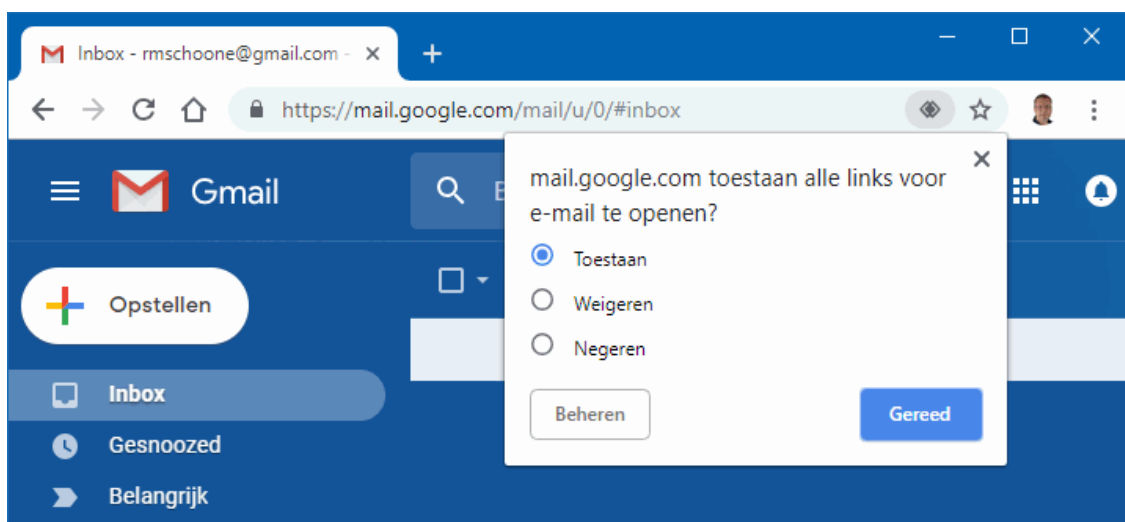 Inbox - rmschoone@gmail.com -
https://mail.google.com/mail/u/0/#inbox
Gmail
mail.google.com toestaan alle links voor
e-mail te openen?
Toestaan
Weigeren
Negeren
Beheren
Gereed
Opstellen
Inbox
Gesnoozed
Belangrijk